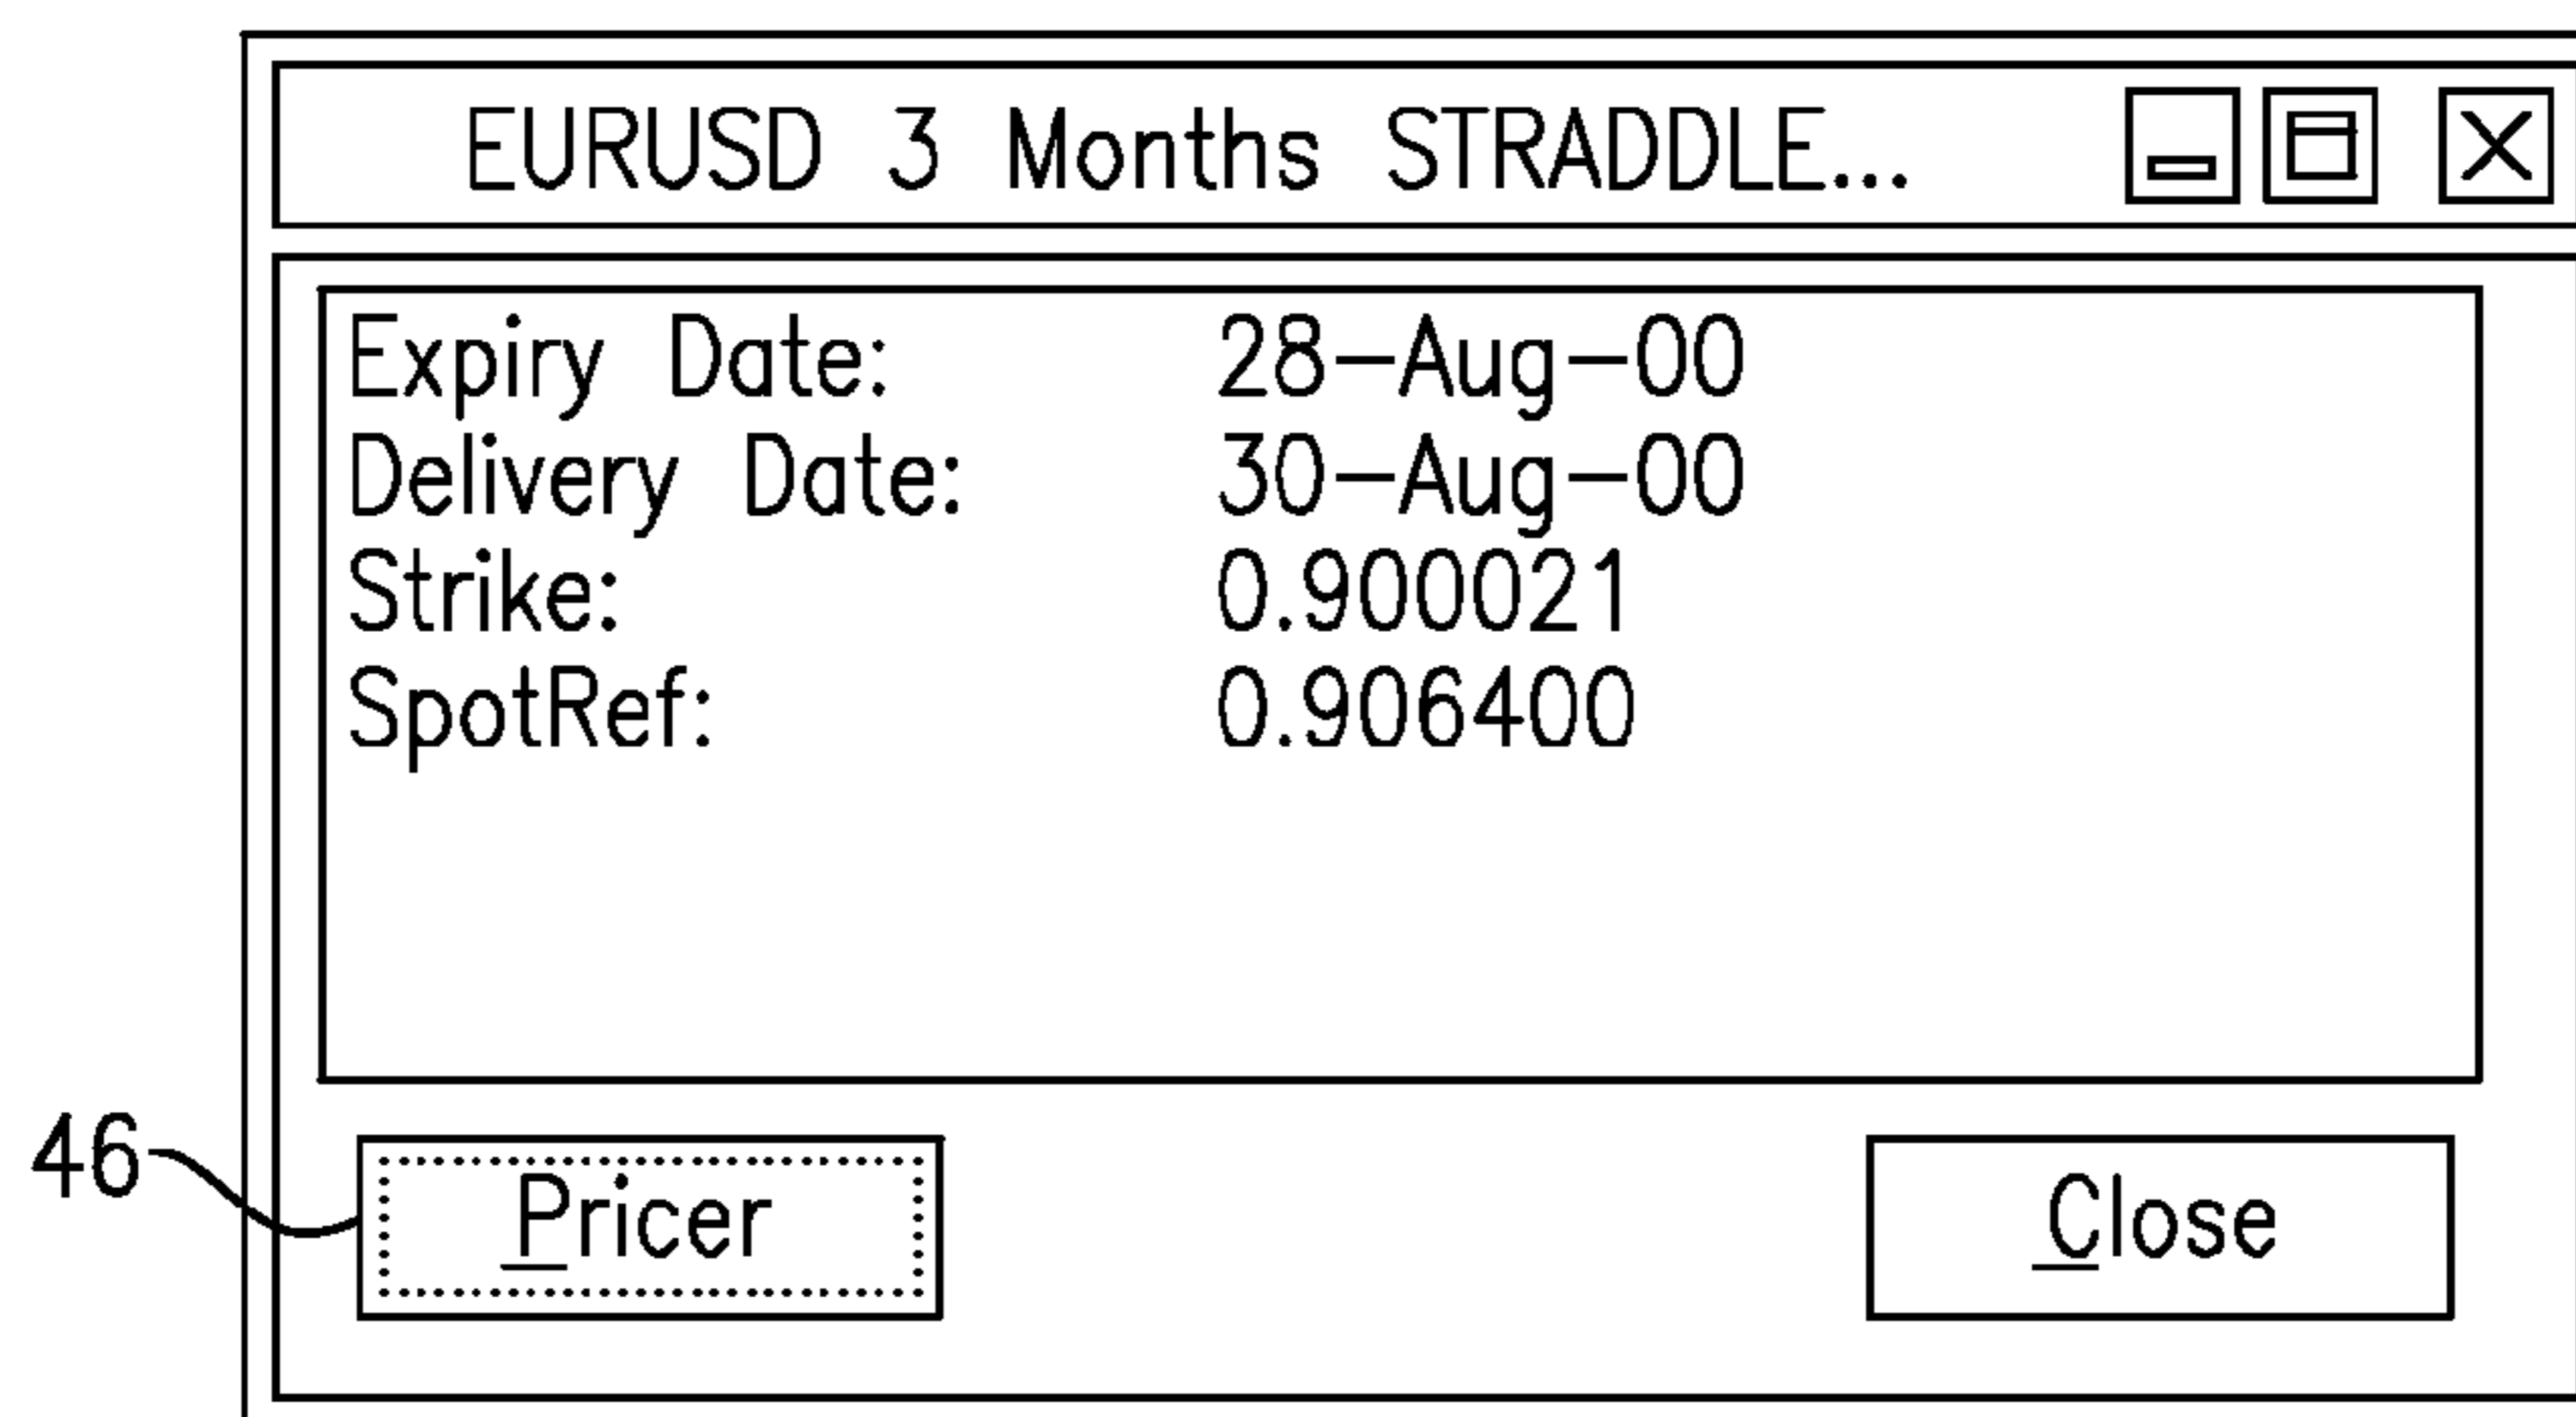 EURUSD 3 Months STRADDLE...
Expiry Date: 28-Aug-00
Delivery Date: 30-Aug-00
Strike: 0.900021
SpotRef: 0.906400
46
Pricer Close